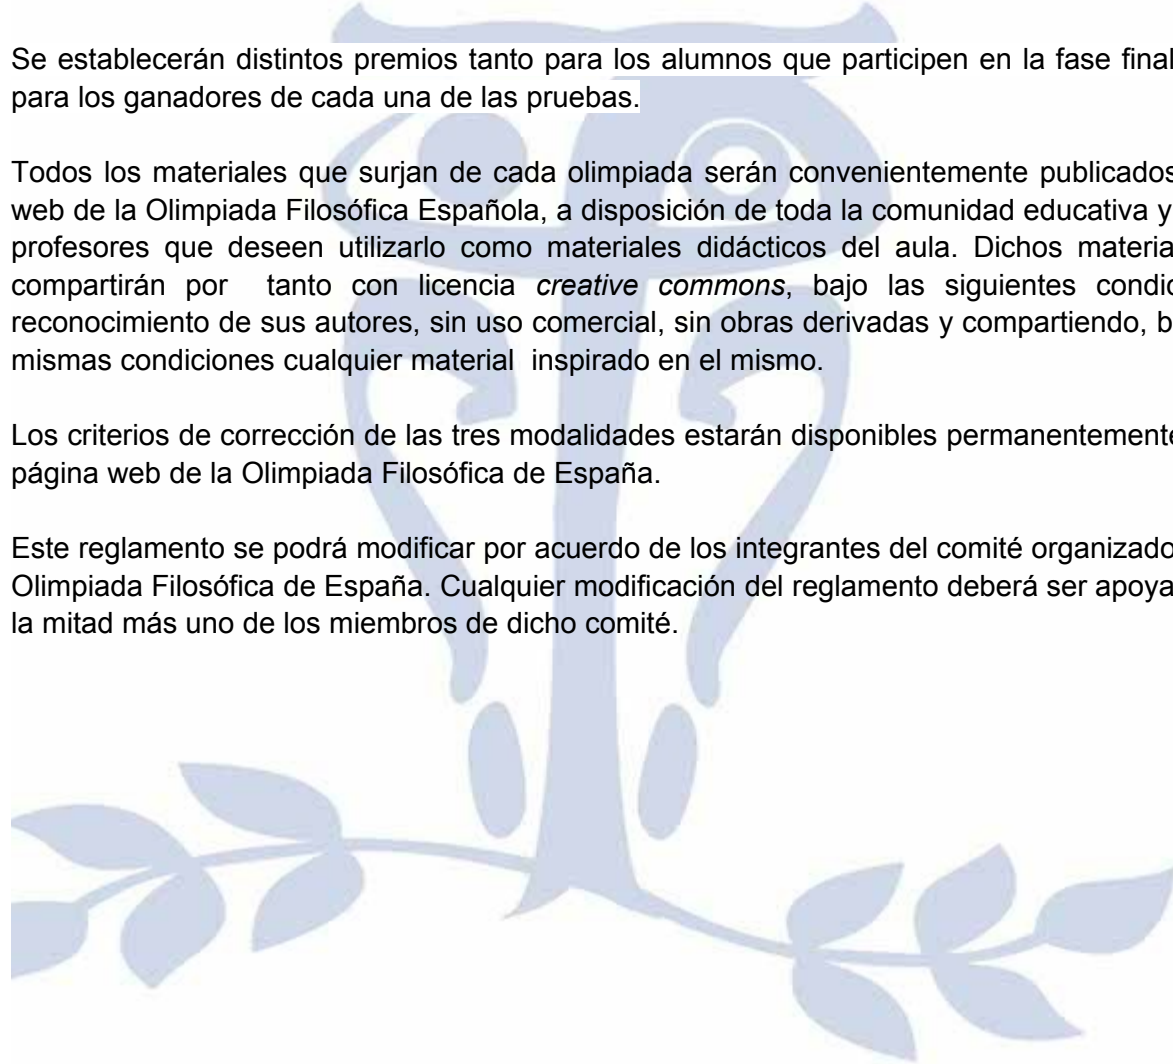 Se establecerán distintos premios tanto para los alumnos que participen en la fase final
para los ganadores de cada una de las pruebas.
Todos los materiales que surjan de cada olimpiada serán convenientemente publicados
web de la Olimpiada Filosófica Española, a disposición de toda la comunidad educativa y
profesores que deseen utilizarlo como materiales didácticos del aula. Dichos materia
compartirán por tanto con licencia creative commons, bajo las siguientes condic
reconocimiento de sus autores, sin uso comercial, sin obras derivadas y compartiendo, b
mismas condiciones cualquier material inspirado en el mismo.
Los criterios de corrección de las tres modalidades estarán disponibles permanentemente
página web de la Olimpiada Filosófica de España.
Este reglamento se podrá modificar por acuerdo de los integrantes del comité organizado
Olimpiada Filosófica de España. Cualquier modificación del reglamento deberá ser apoya
la mitad más uno de los miembros de dicho comité.